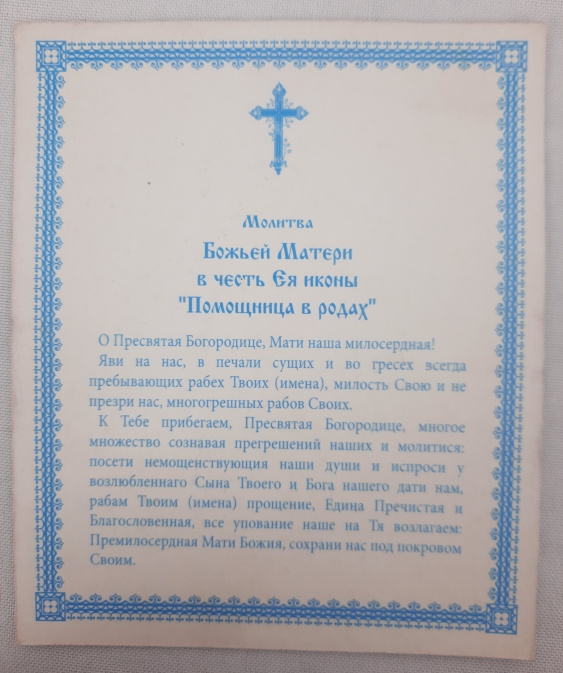 Молитва
Божьей Матери
в честь Ея иконы
"Помощница в родах"
О Пресвятая Богородице, Мати наша милосердная!
Яви на нас, в печали сущих и во гресех всегда
пребывающих рабех Твоих (имена), милость Свою и не
презри нас, многогрешных рабов Своих.
К Тебе прибегаем, Пресвятая Богородице, многое
множество сознавая прегрешений наших и молитися:
посети немощенствующия наши души и испроси у
возлюбленнаго Сына Твоего и Бога нашего дати нам,
рабам Твоим (имена) прощение, Едина Пречистая и
Благословенная, все упование наше на Тя возлагаем:
Премилосердная Мати Божия, сохрани нас под покровом
Своим.